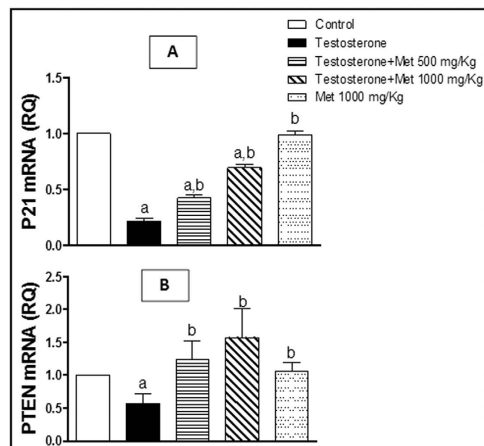 Control
Testosterone
Testosterone+Met 500 mg/Kg
Testosterone+Met 1000 mg/Kg
Met 1000 mg/Kg
A
P21 mRNA (RQ)
1.5
1.0
0.5
0.0
a
a,b
a,b
b
B
PTEN mRNA (RQ)
2.5
2.0
1.5
1.0
0.5
0.0
a
b
b
b